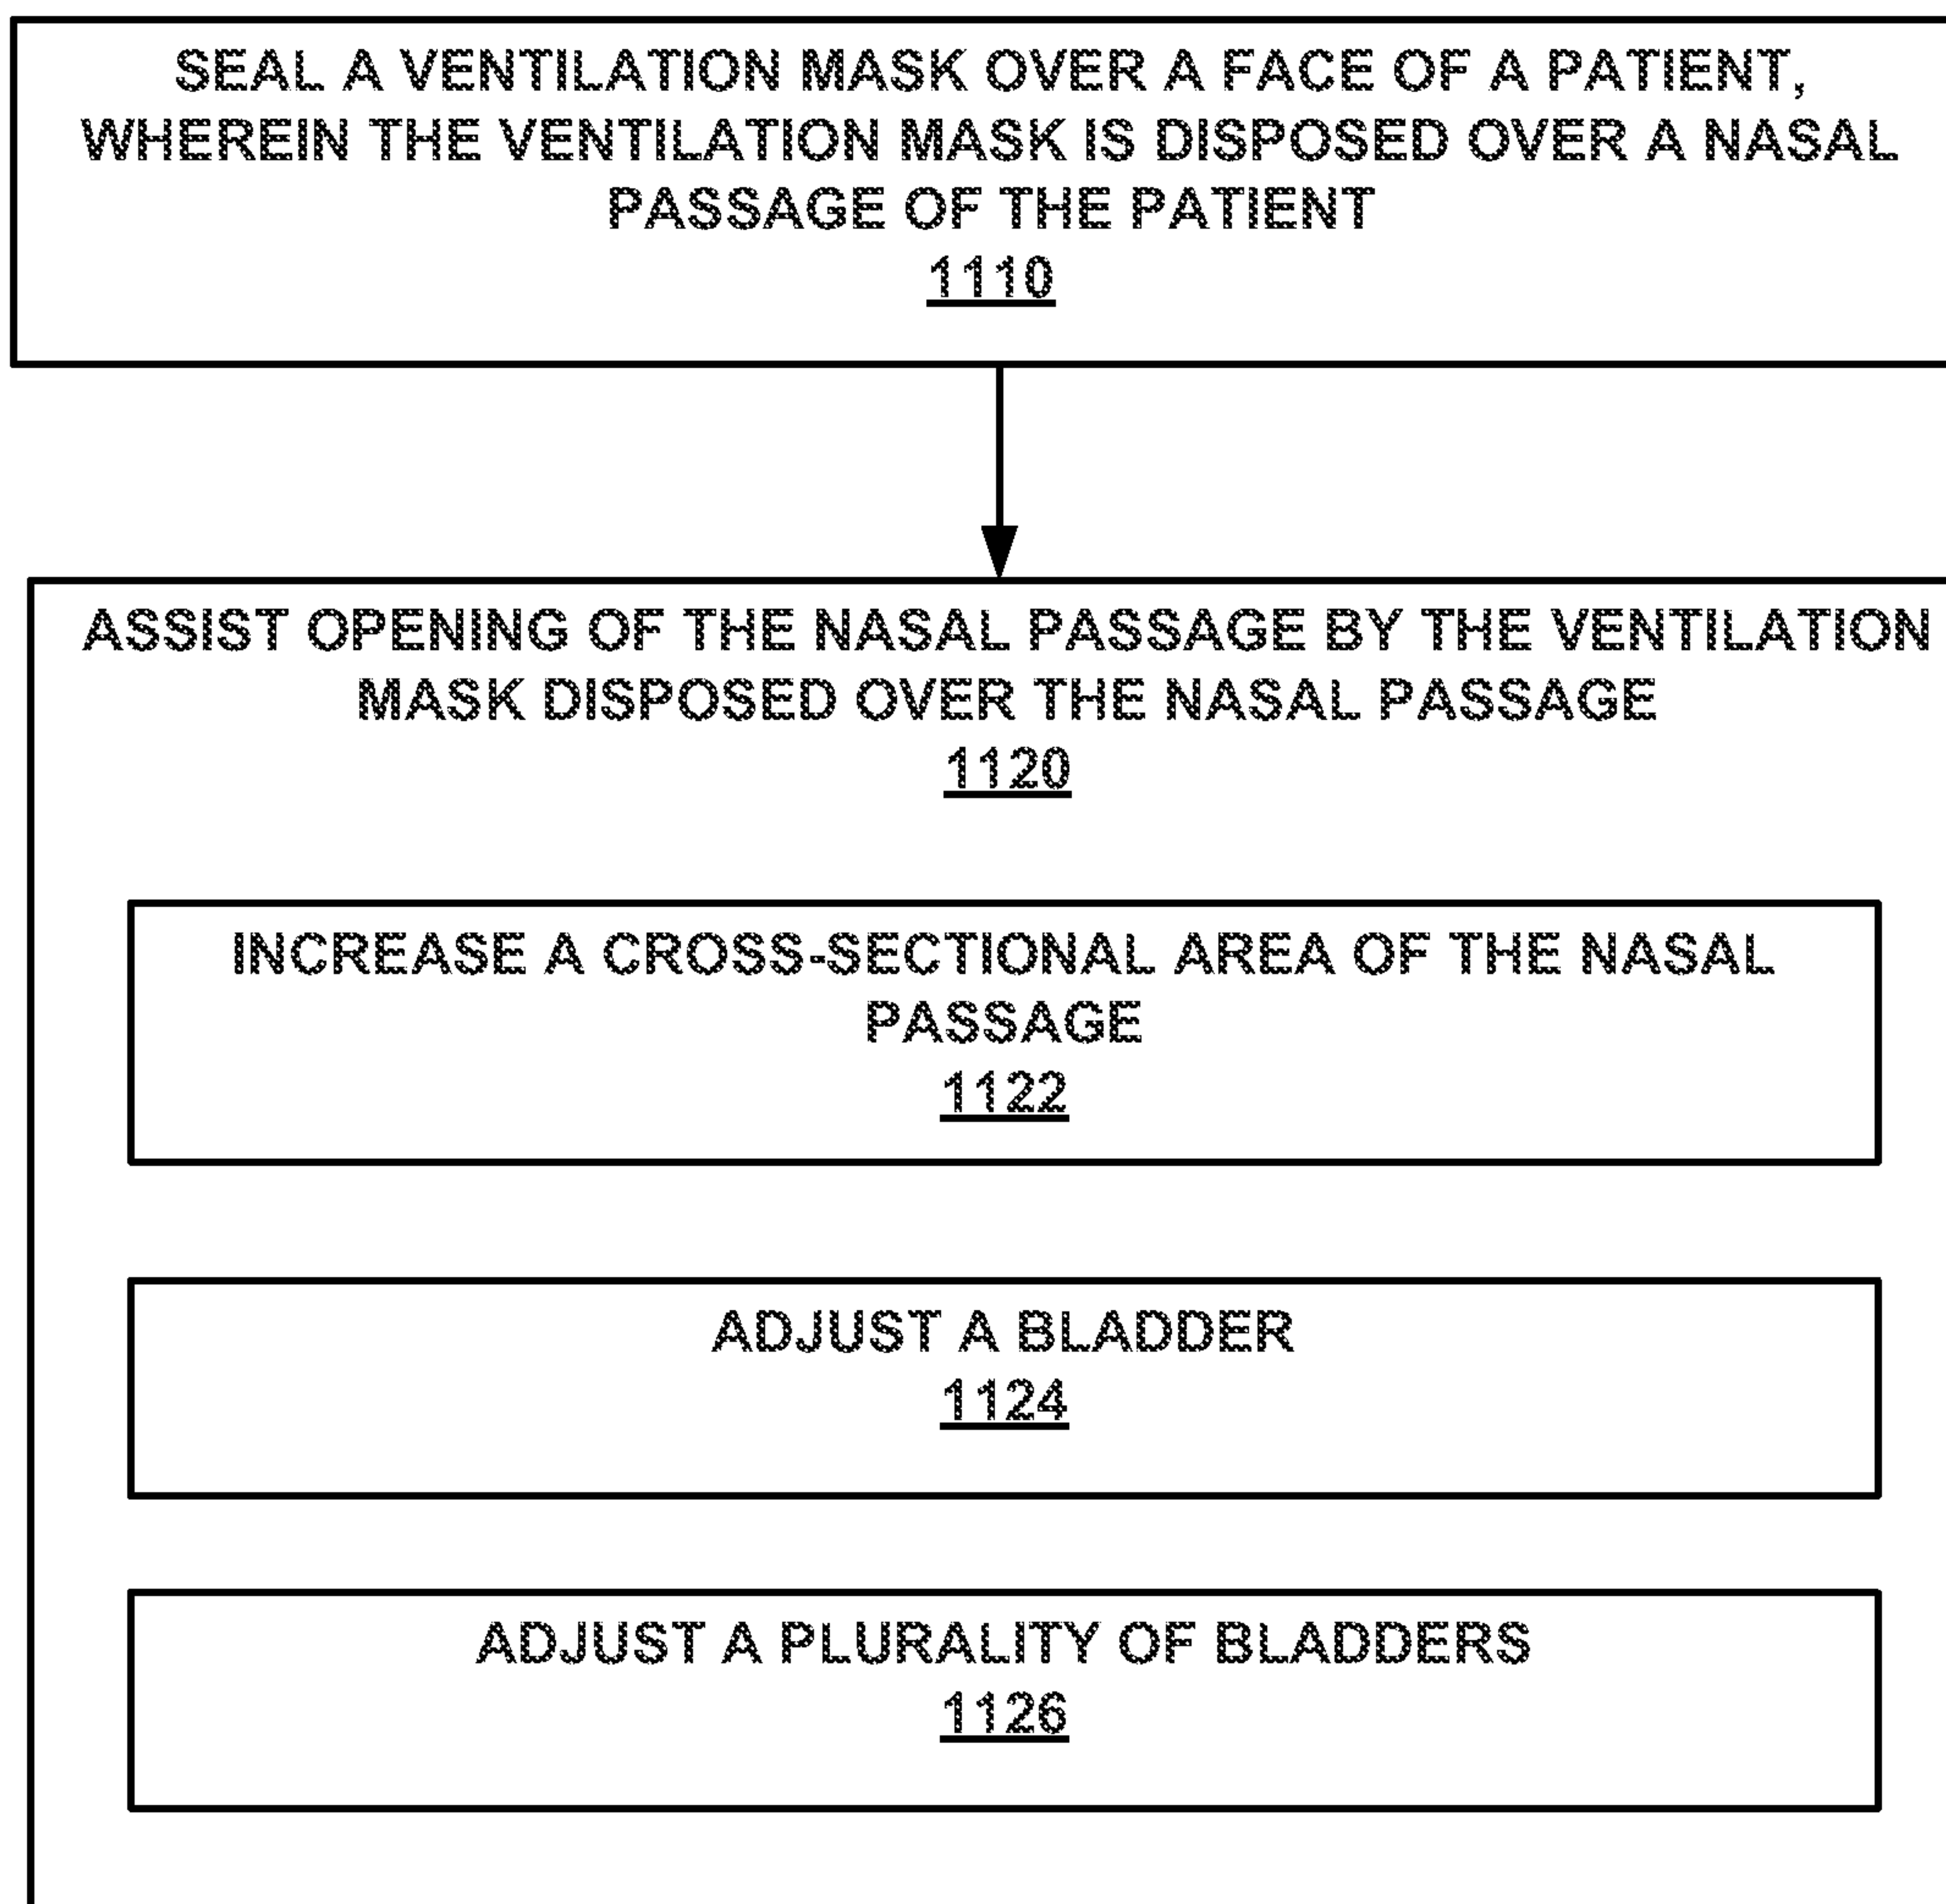 SEAL A VENTILATION MASK OVER A FACE OF A PATIENT,
WHEREIN THE VENTILATION MASK IS DISPOSED OVER A NASAL
PASSAGE OF THE PATIENT
1110
ASSIST OPENING OF THE NASAL PASSAGE BY THE VENTILATION
MASK DISPOSED OVER THE NASAL PASSAGE
1120
INCREASE A CROSS-SECTIONAL AREA OF THE NASAL
PASSAGE
1122
ADJUST A BLADDER
1124
ADJUST A PLURALITY OF BLADDERS
1126